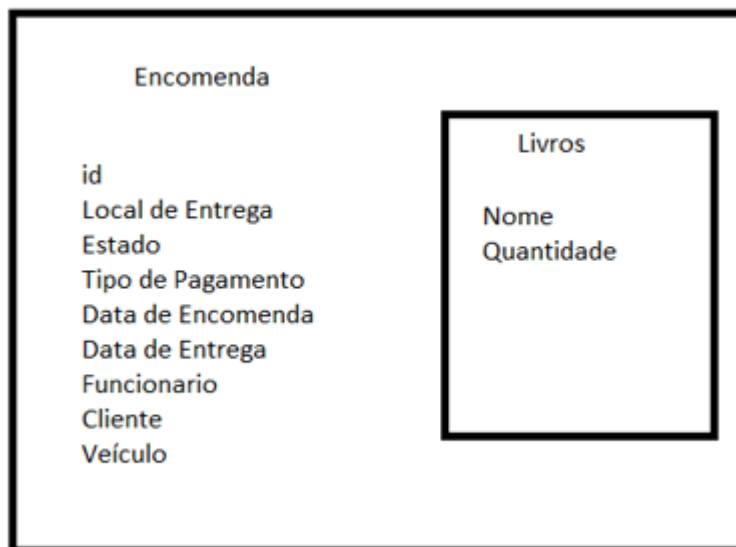 Encomenda
id
Local de Entrega
Estado
Tipo de Pagamento
Data de Encomenda
Data de Entrega
Funcionario
Cliente
Veículo
Livros
Nome
Quantidade